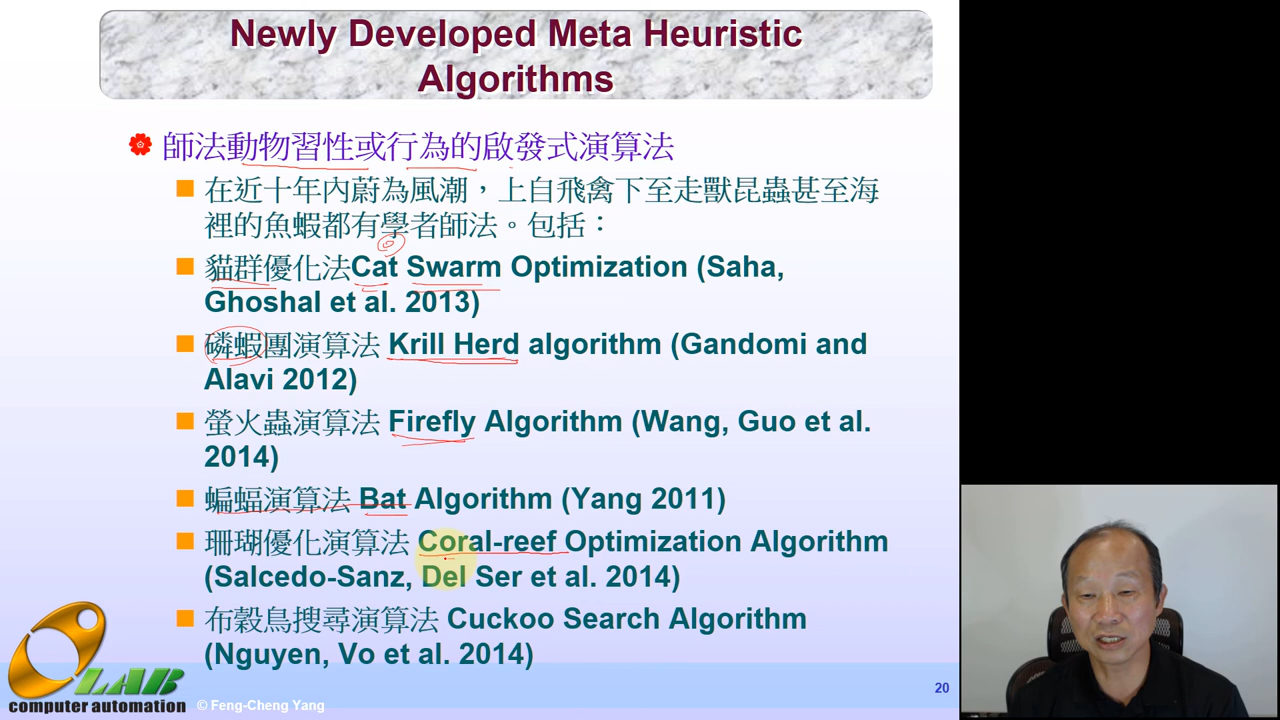 Newly Developed Meta Heuristic
Algorithms
師法動物習性或行為的啟發式演算法
在近十年內蔚為風潮，上自飛禽下至走獸昆蟲甚至海
裡的魚蝦都有學者師法。包括：
貓群優化法Cat Swarm Optimization (Saha,
Ghoshal et al. 2013)
磷蝦團演算法 Krill Herd algorithm (Gandomi and
Alavi 2012)
螢火蟲演算法 Firefly Algorithm (Wang, Guo et al.
2014)
蝙蝠演算法 Bat Algorithm (Yang 2011)
珊瑚優化演算法 Coral-reef Optimization Algorithm
(Salcedo-Sanz, Del Ser et al. 2014)
布穀鳥搜尋演算法 Cuckoo Search Algorithm
(Nguyen, Vo et al. 2014)
LAB
computer automation
© Feng-Cheng Yang
20